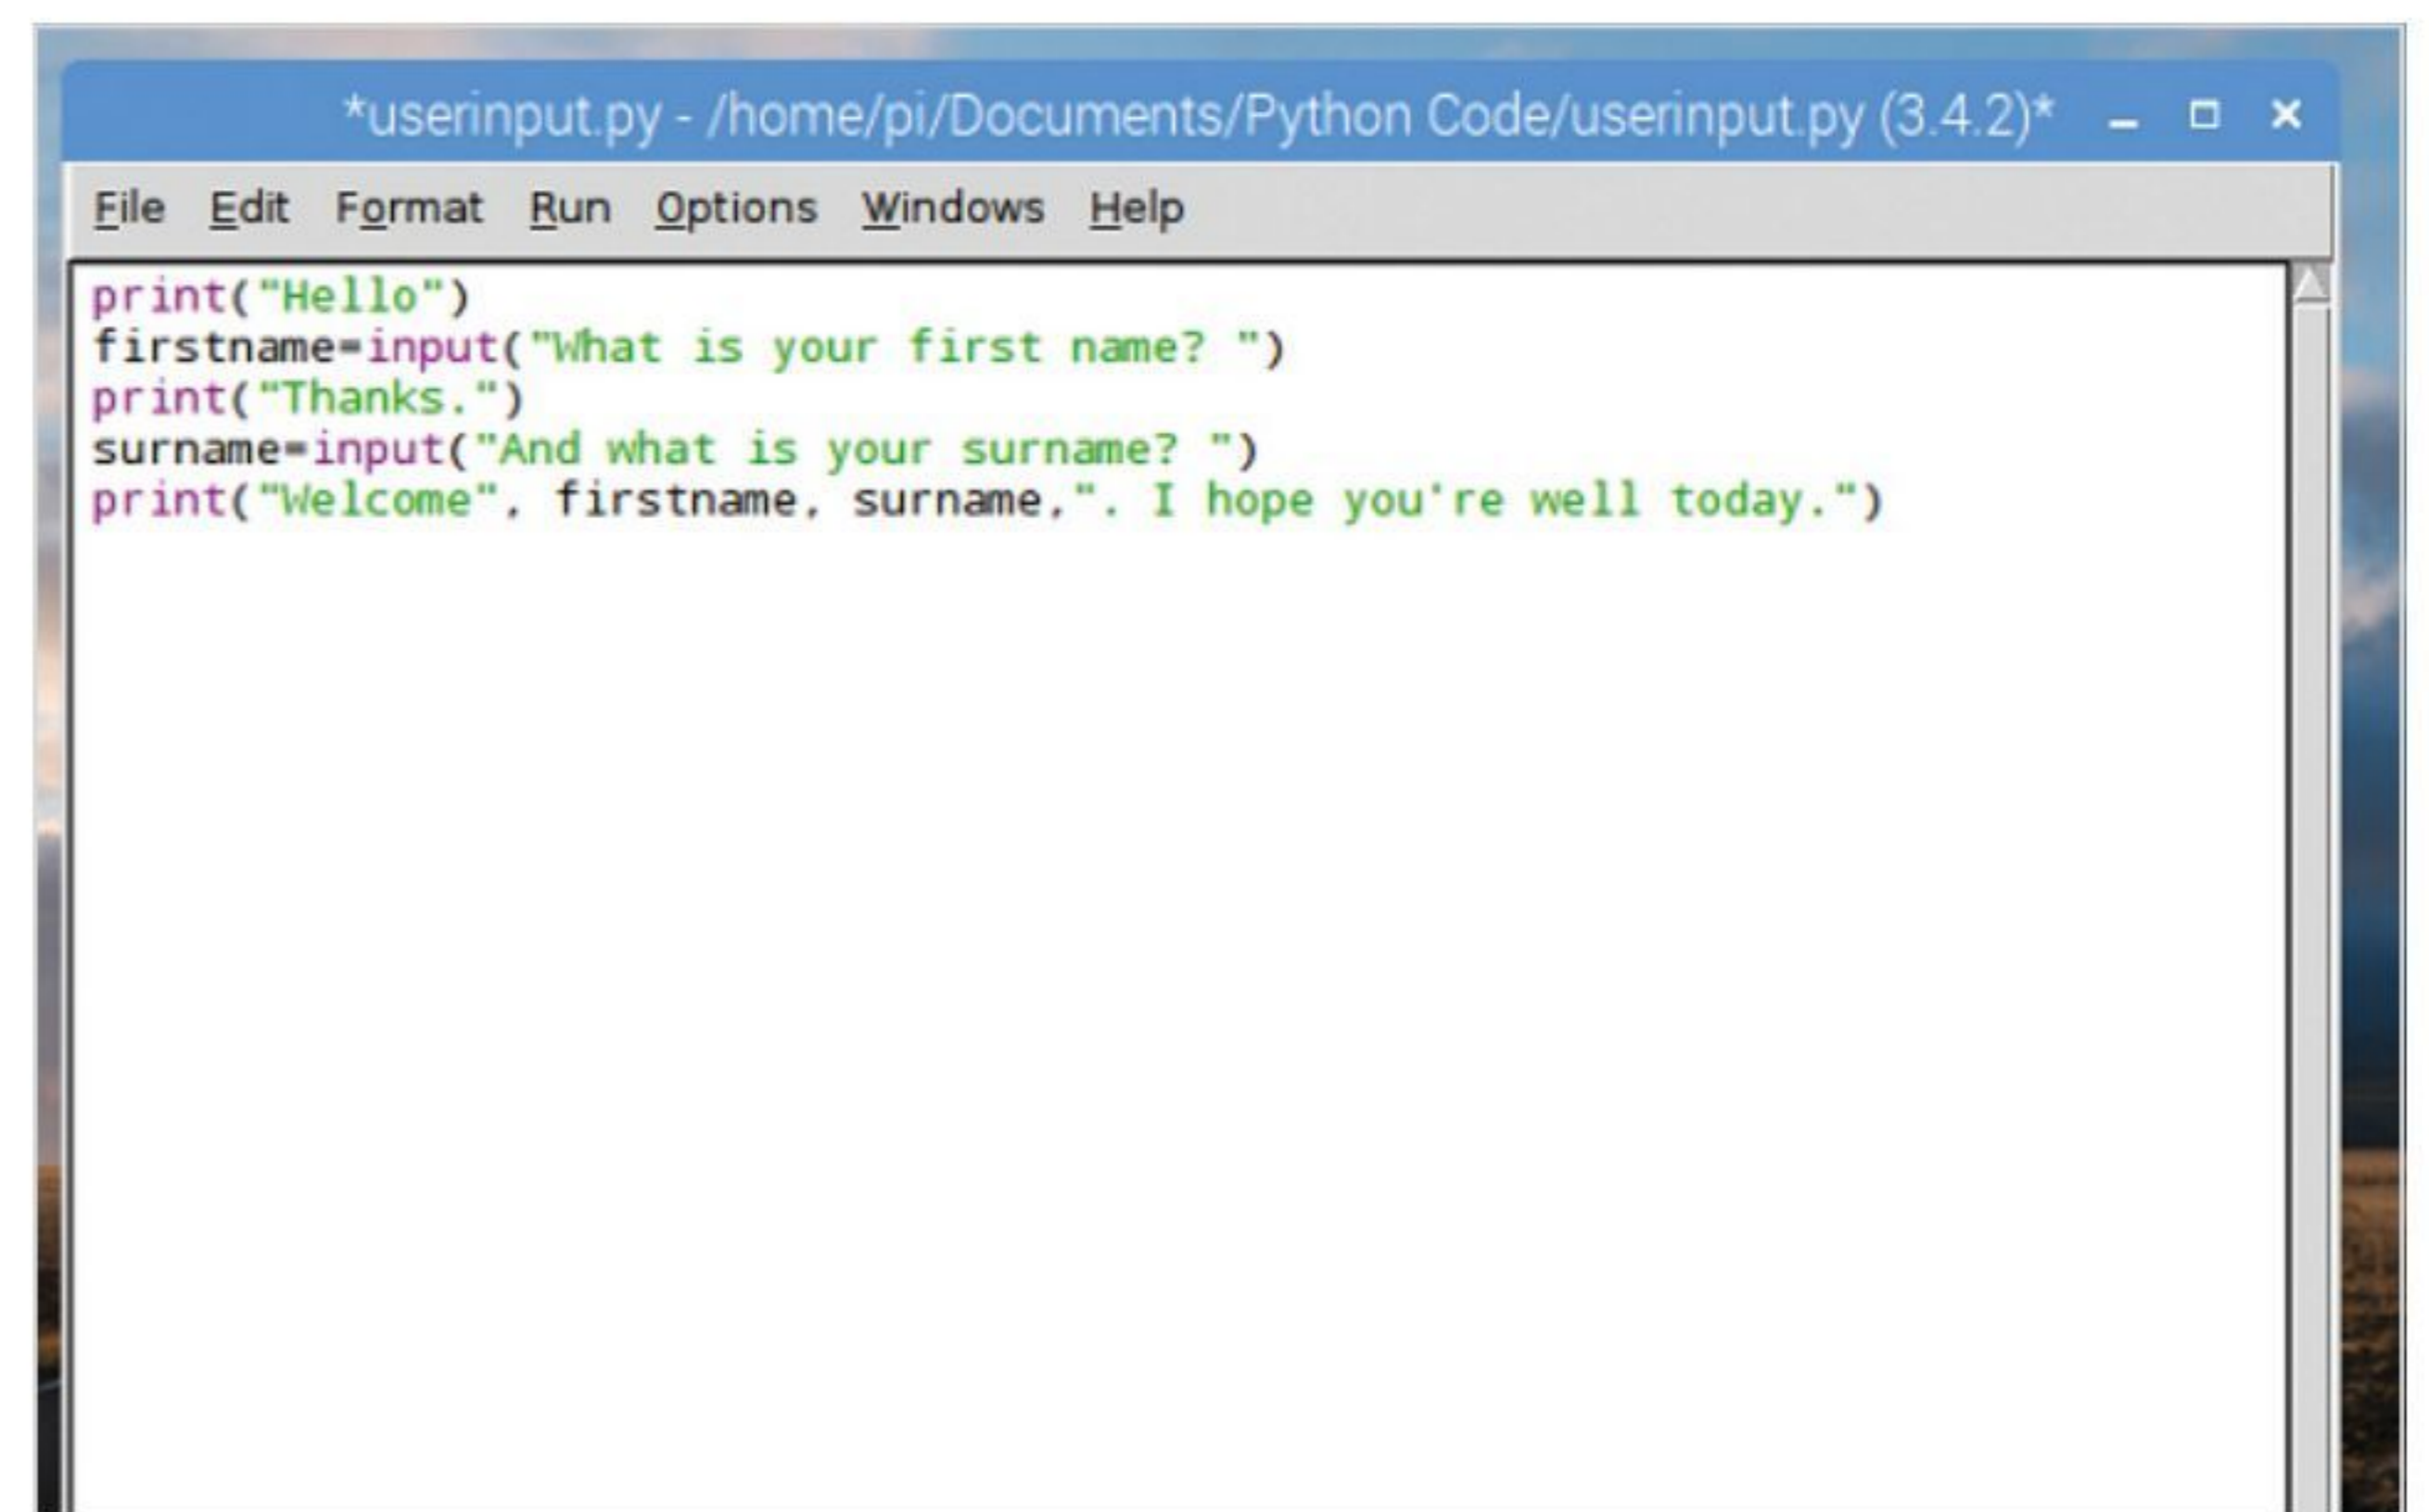 *userinput.py - /home/pi/Documents/Python Code/userinput.py (3.4.2)*
File Edit Format Run Options Windows Help
print("Hello")
firstname=input("What is your first name? ")
print("Thanks.")
surname=input("And what is your surname? ")
print("Welcome", firstname, surname,". I hope you're well today.")